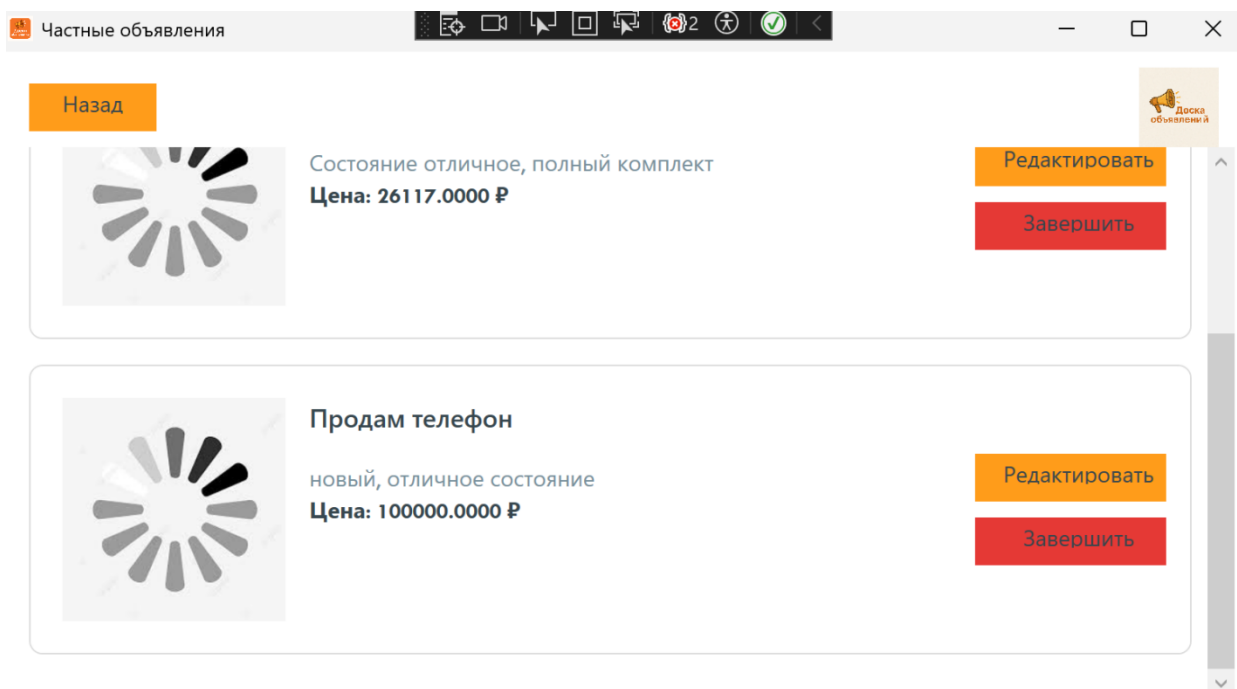 Частные объявления
2
Назад
Доска
объявлений
Состояние отличное, полный комплект
Цена: 26117.0000 ₽
Редактировать
Завершить
Продам телефон
новый, отличное состояние
Цена: 100000.0000 ₽
Редактировать
Завершить